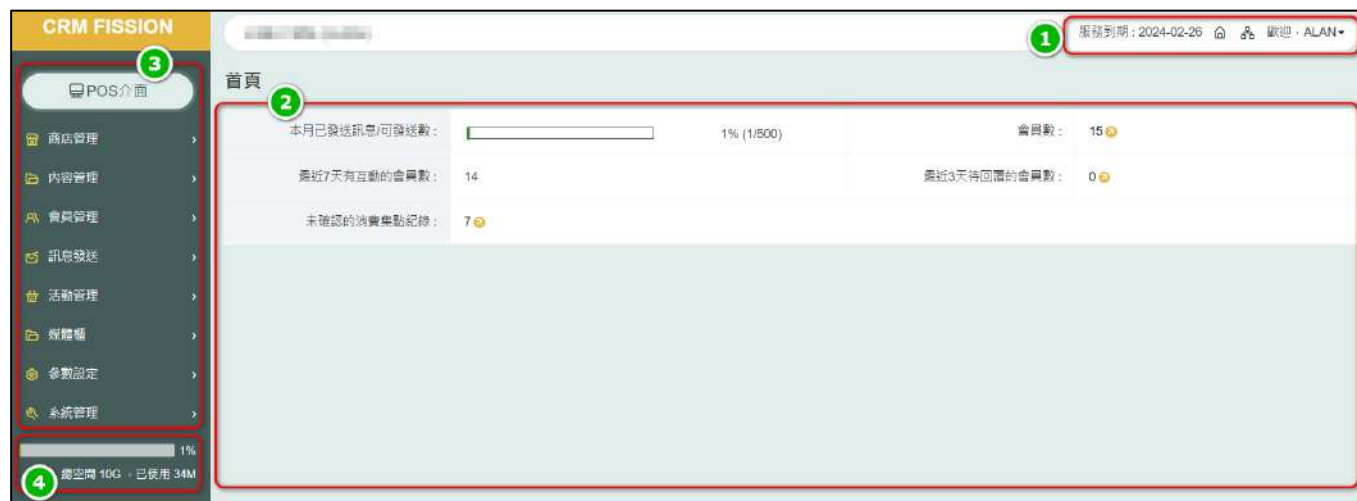 CRM FISSION
1
服務到期 : 2024-02-26 歡迎，ALAN
3
POS介面
首頁
2
本月已發送訊息/可發送數 : 1% (1/500) 會員數 : 15
最近7天有互動的會員數 : 14 最近3天待回覆的會員數 : 0
未確認的消費集點紀錄 : 7
商店管理
內容管理
會員管理
訊息發送
活動管理
媒體櫃
參數設定
系統管理
1%
4
總空間 10G，已使用 34M